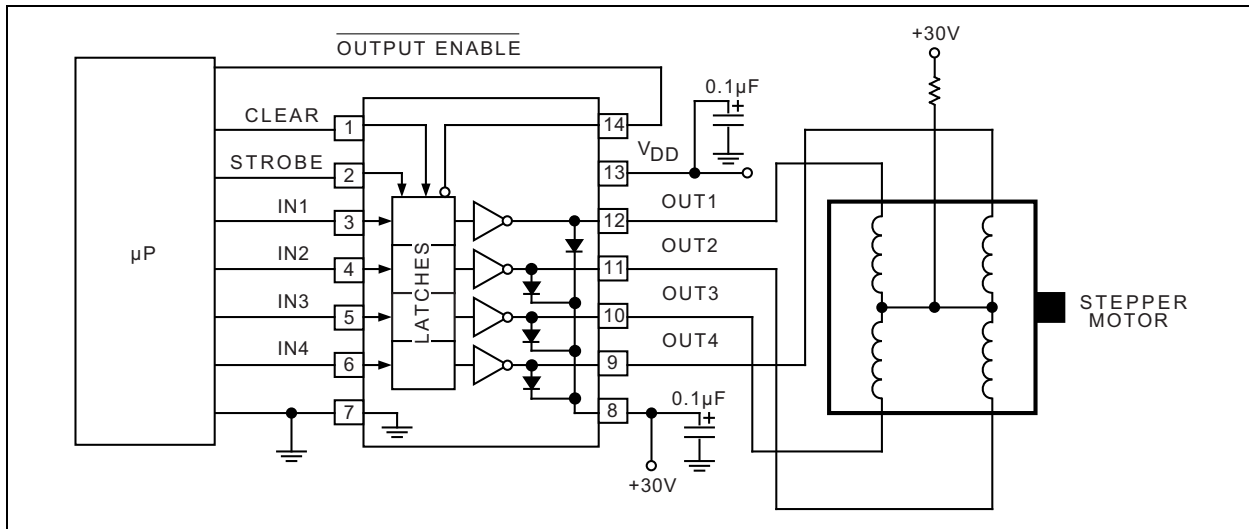 +30V
OUTPUT ENABLE
0.1µF
+
CLEAR
1
14
VDD
STROBE
2
13
IN1
3
12
OUT1
µP
LATCHES
IN2
4
11
OUT2
IN3
5
10
OUT3
STEPPER
MOTOR
IN4
6
9
OUT4
7
8
0.1µF
+
+30V